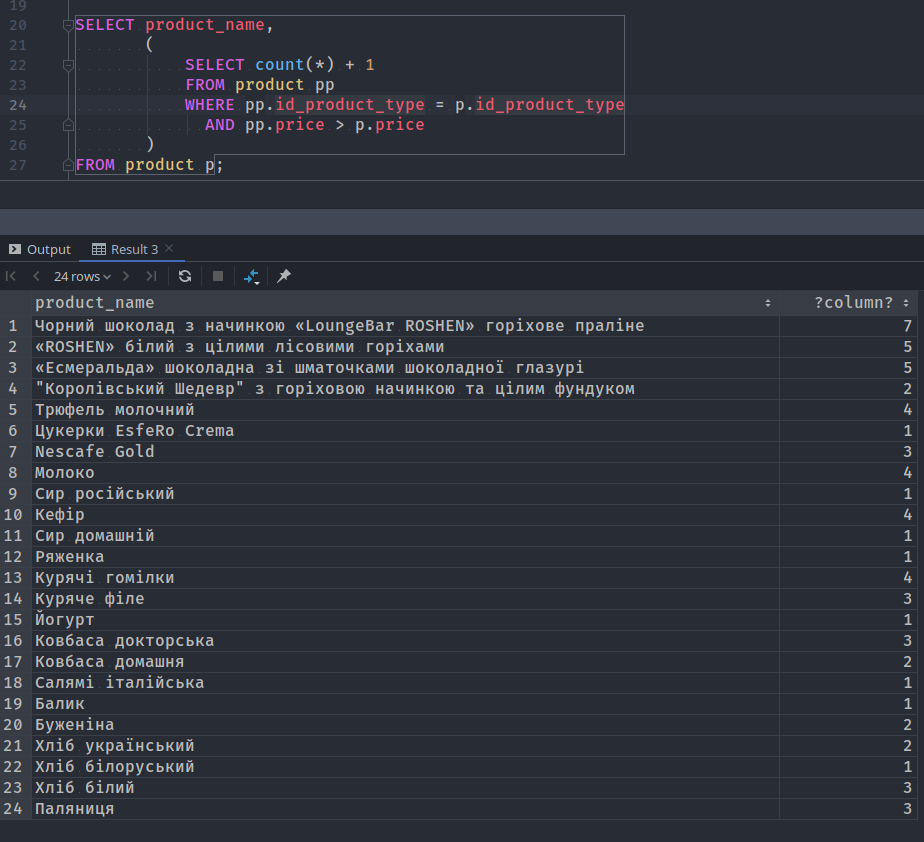 19
20 SELECT product_name,
21 (
22 SELECT count(*) + 1
23 FROM product pp
24 WHERE pp.id_product_type = p.id_product_type
25 AND pp.price > p.price
26 )
27 FROM product p;
Output Result 3
24 rows
product_name ?column?
1 Чорний шоколад з начинкою «LoungeBar ROSHEN» горіхове праліне 7
2 «ROSHEN» білий з цілими лісовими горіхами 5
3 «Есмеральда» шоколадна зі шматочками шоколадної глазурі 5
4 "Королівський Шедевр" з горіховою начинкою та цілим фундуком 2
5 Трюфель молочний 4
6 Цукерки EsfeRo Crema 1
7 Nescafe Gold 3
8 Молоко 4
9 Сир російський 1
10 Кефір 4
11 Сир домашній 1
12 Ряженка 1
13 Курячі гомілки 4
14 Куряче філе 3
15 Йогурт 1
16 Ковбаса докторська 3
17 Ковбаса домашня 2
18 Салямі італійська 1
19 Балик 1
20 Буженіна 2
21 Хліб український 2
22 Хліб білоруський 1
23 Хліб білий 3
24 Паляниця 3